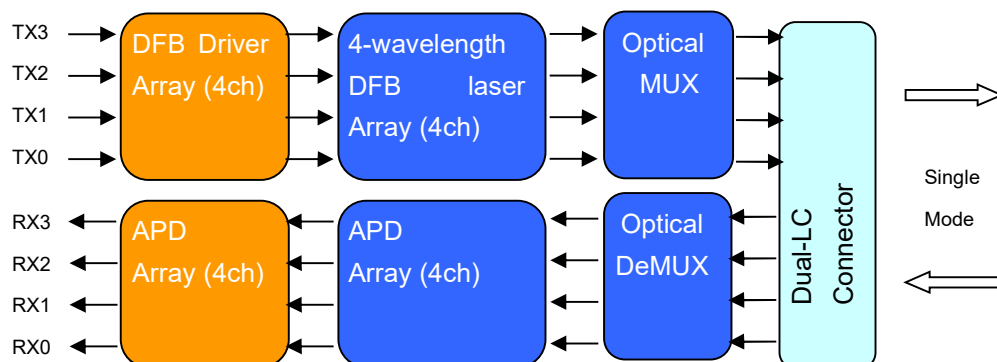 TX3
TX2
TX1
TX0
DFB Driver
Array (4ch)
4-wavelength
DFB laser
Array (4ch)
Optical
MUX
RX3
RX2
RX1
RX0
APD
Array (4ch)
APD
Array (4ch)
Optical
DeMUX
Dual-LC
Connector
Single
Mode